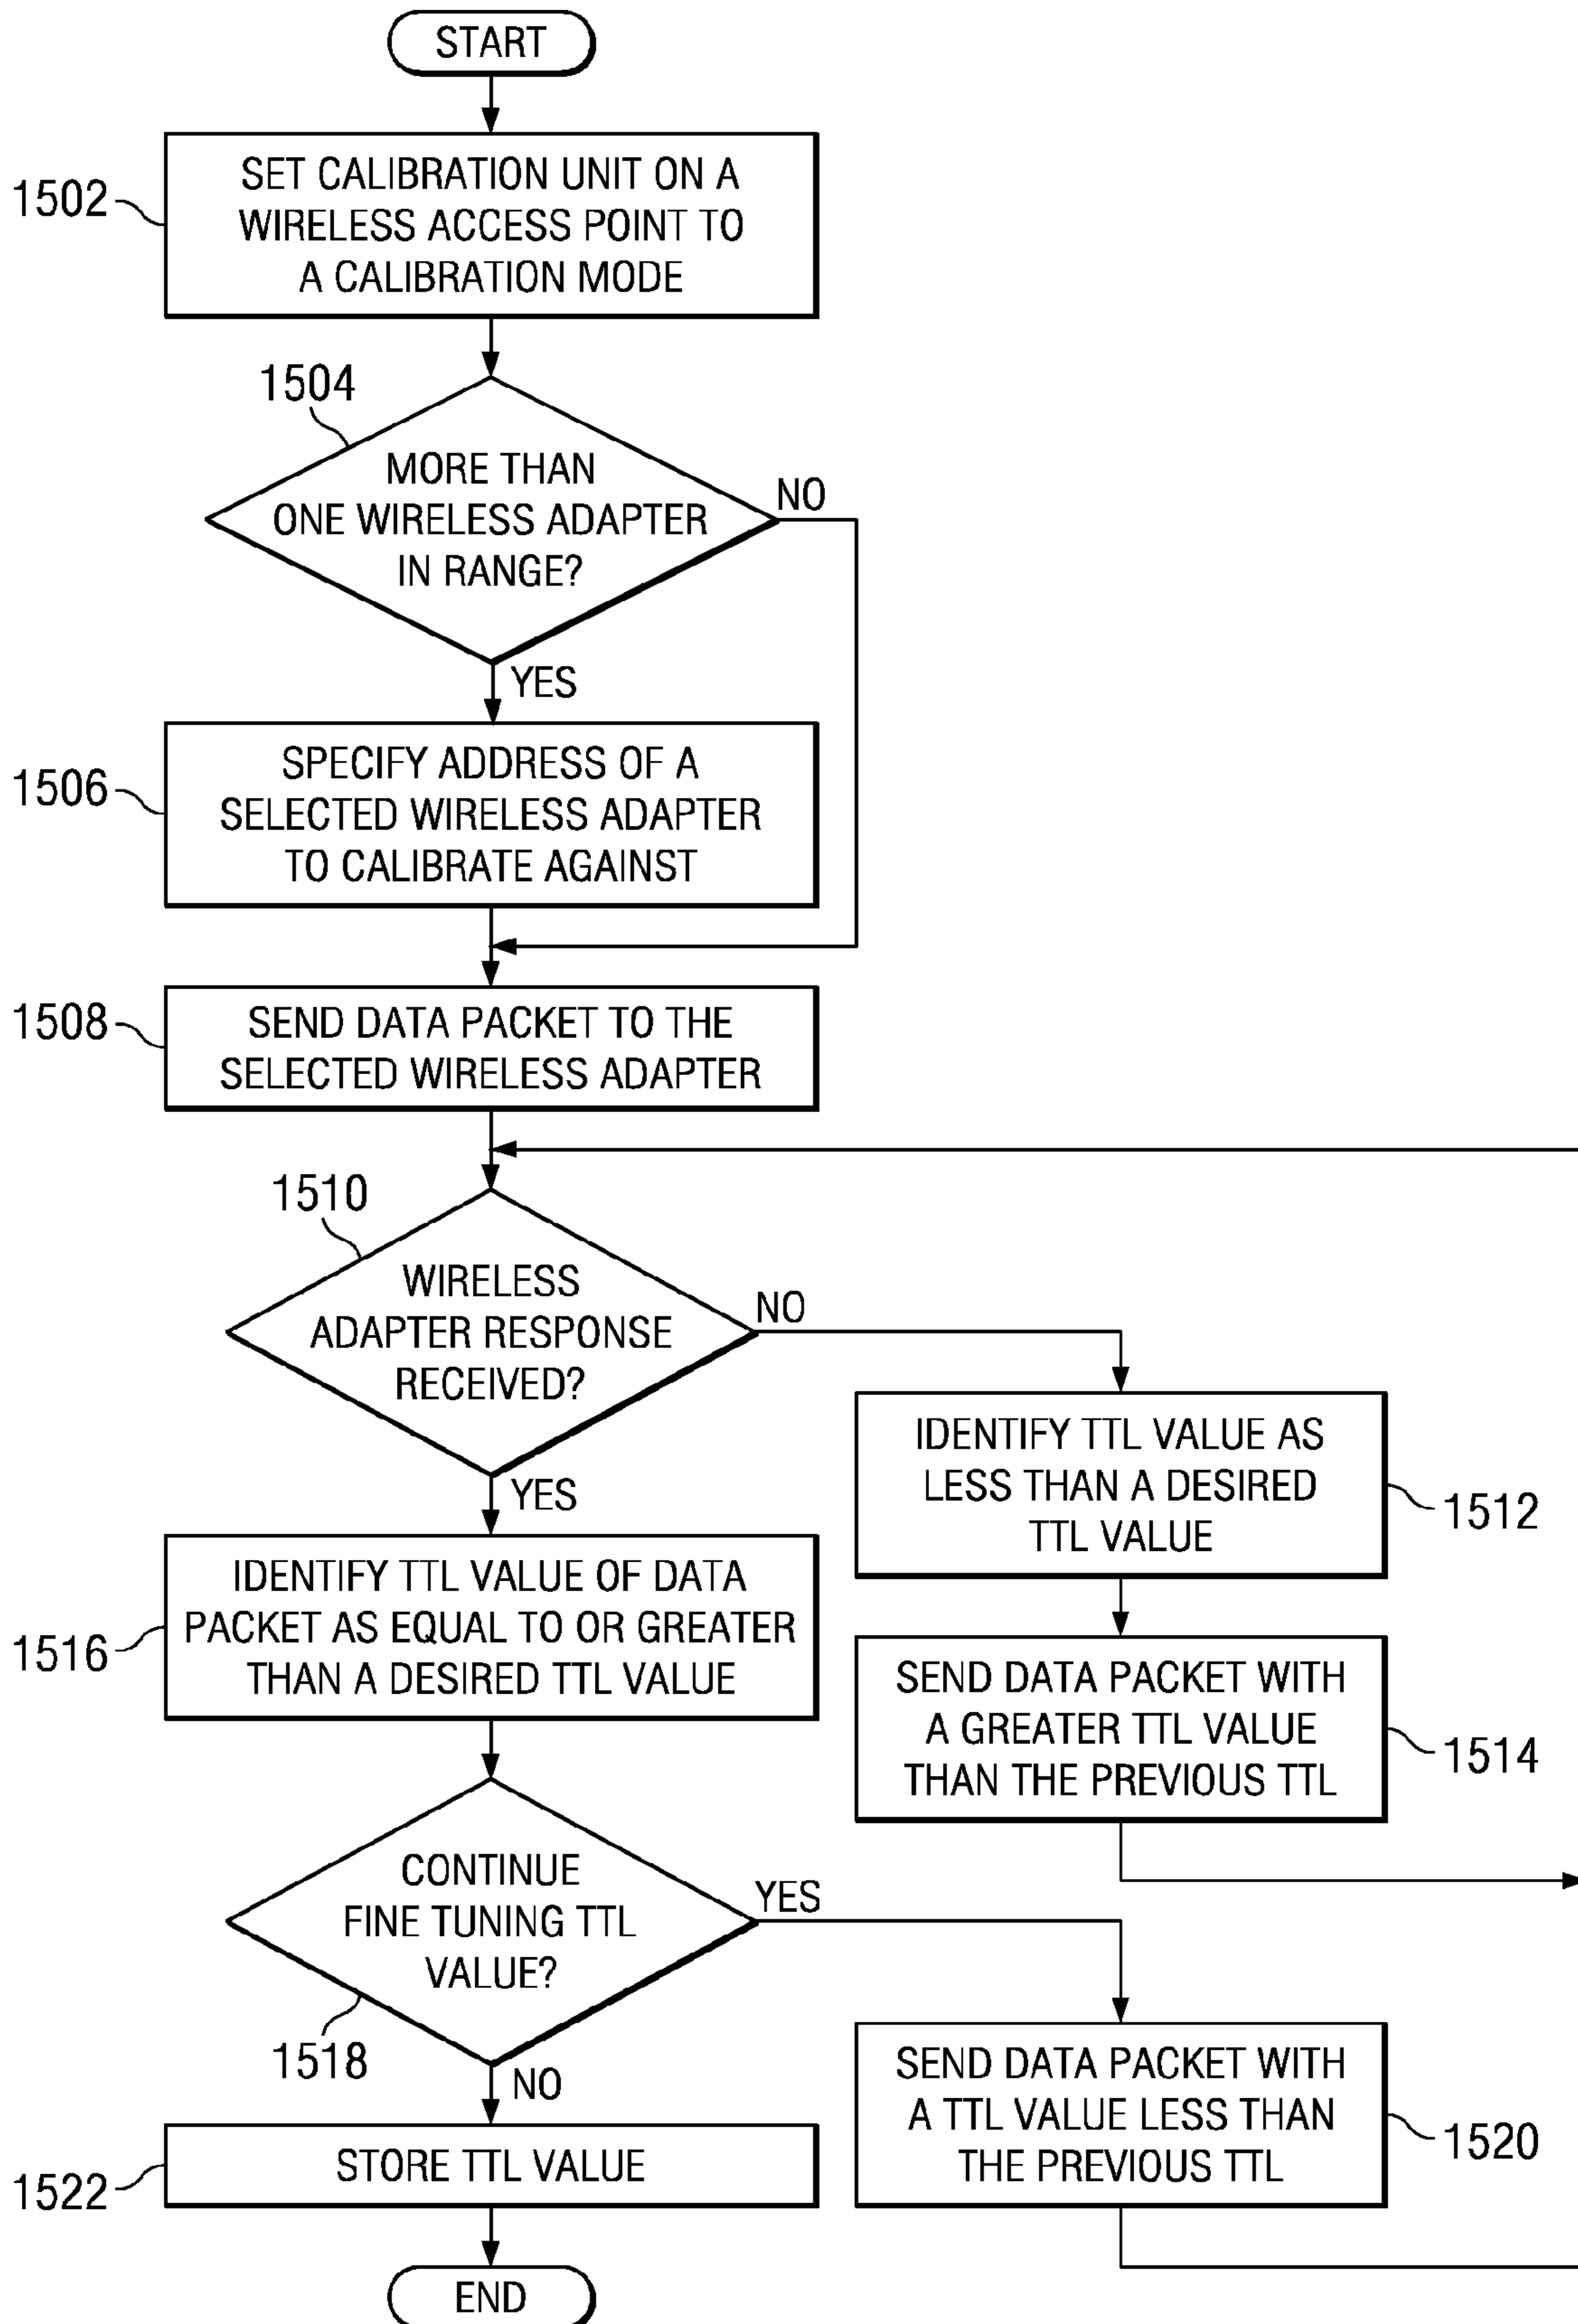 START
1502
SET CALIBRATION UNIT ON A
WIRELESS ACCESS POINT TO
A CALIBRATION MODE
1504
MORE THAN
ONE WIRELESS ADAPTER
IN RANGE?
NO
YES
1506
SPECIFY ADDRESS OF A
SELECTED WIRELESS ADAPTER
TO CALIBRATE AGAINST
1508
SEND DATA PACKET TO THE
SELECTED WIRELESS ADAPTER
1510
WIRELESS
ADAPTER RESPONSE
RECEIVED?
NO
YES
IDENTIFY TTL VALUE AS
LESS THAN A DESIRED
TTL VALUE
1512
SEND DATA PACKET WITH
A GREATER TTL VALUE
THAN THE PREVIOUS TTL
1514
1516
IDENTIFY TTL VALUE OF DATA
PACKET AS EQUAL TO OR GREATER
THAN A DESIRED TTL VALUE
CONTINUE
FINE TUNING TTL
VALUE?
1518
YES
NO
SEND DATA PACKET WITH
A TTL VALUE LESS THAN
THE PREVIOUS TTL
1520
1522
STORE TTL VALUE
END